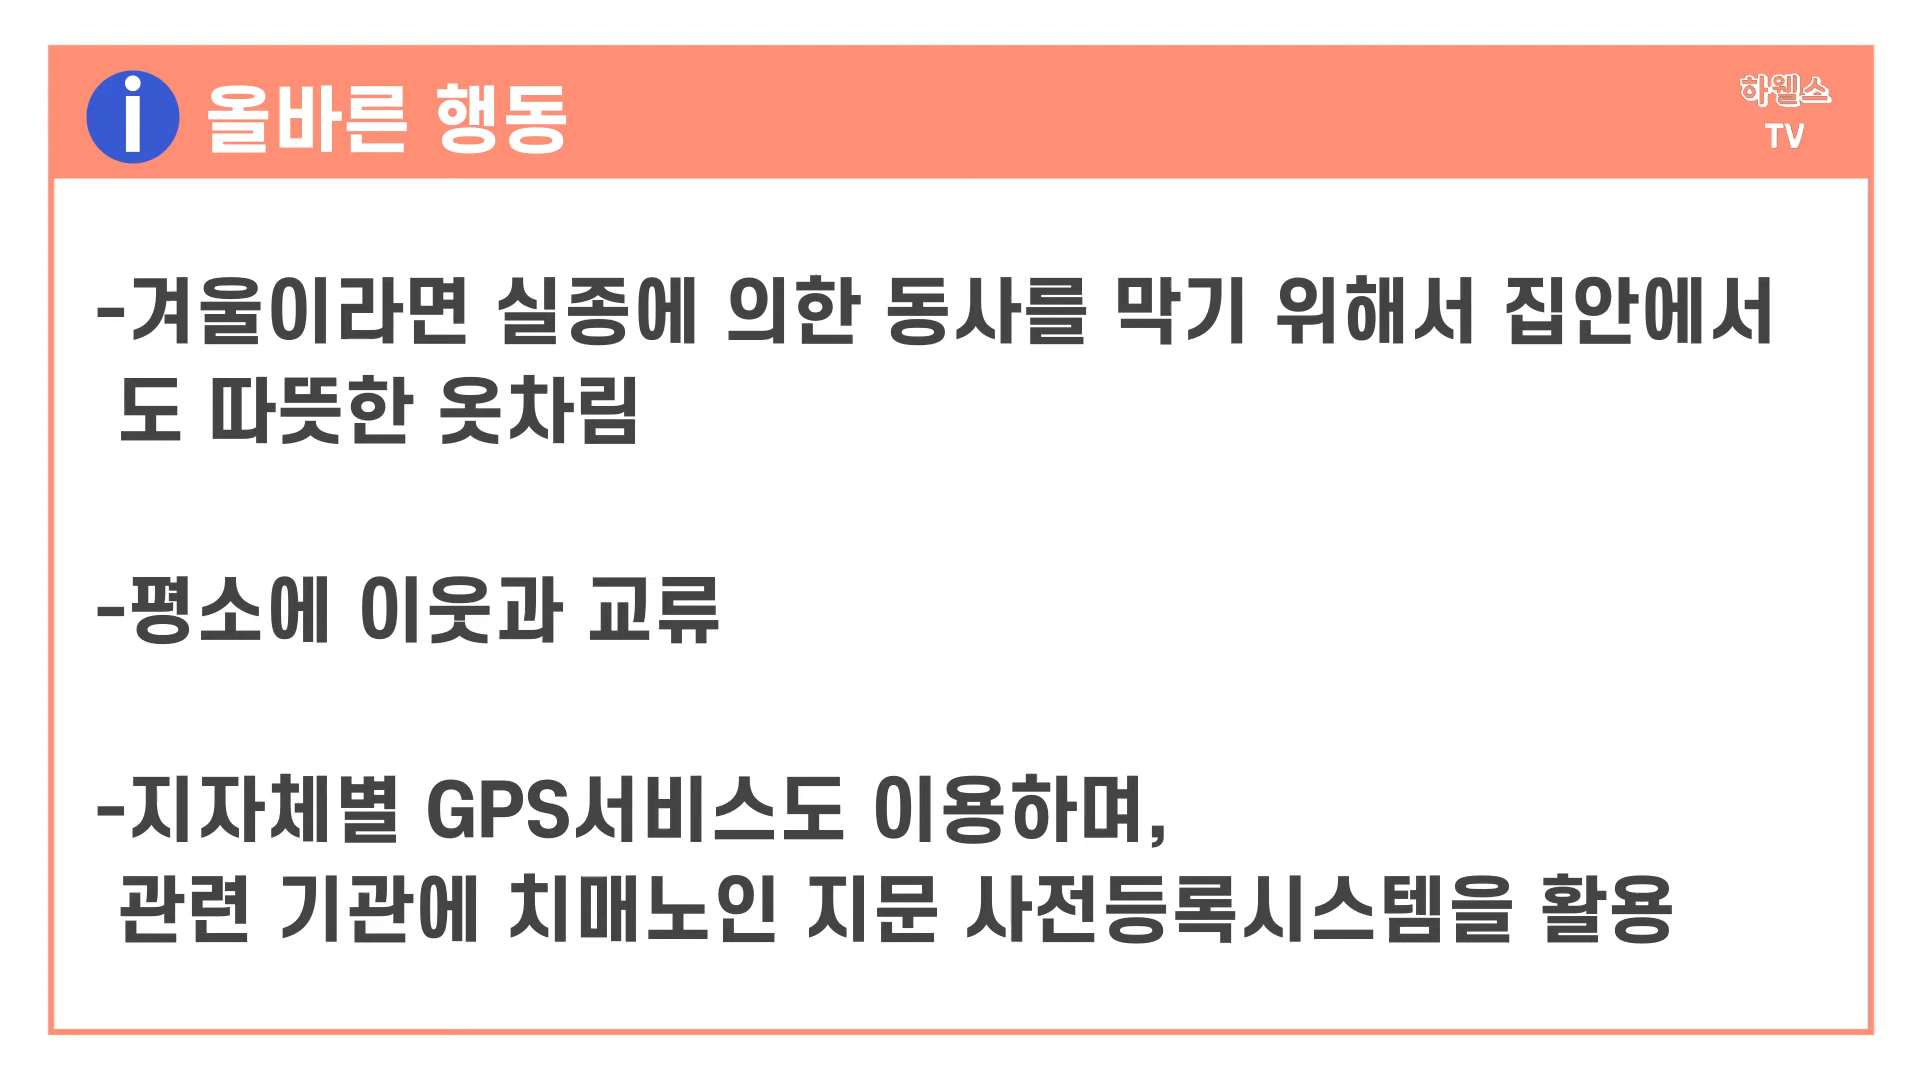 i 올바른 행동
하웰스
TV
-겨울이라면 실종에 의한 동사를 막기 위해서 집안에서
도 따뜻한 옷차림
-평소에 이웃과 교류
-지자체별 GPS서비스도 이용하며,
관련 기관에 치매노인 지문 사전등록시스템을 활용